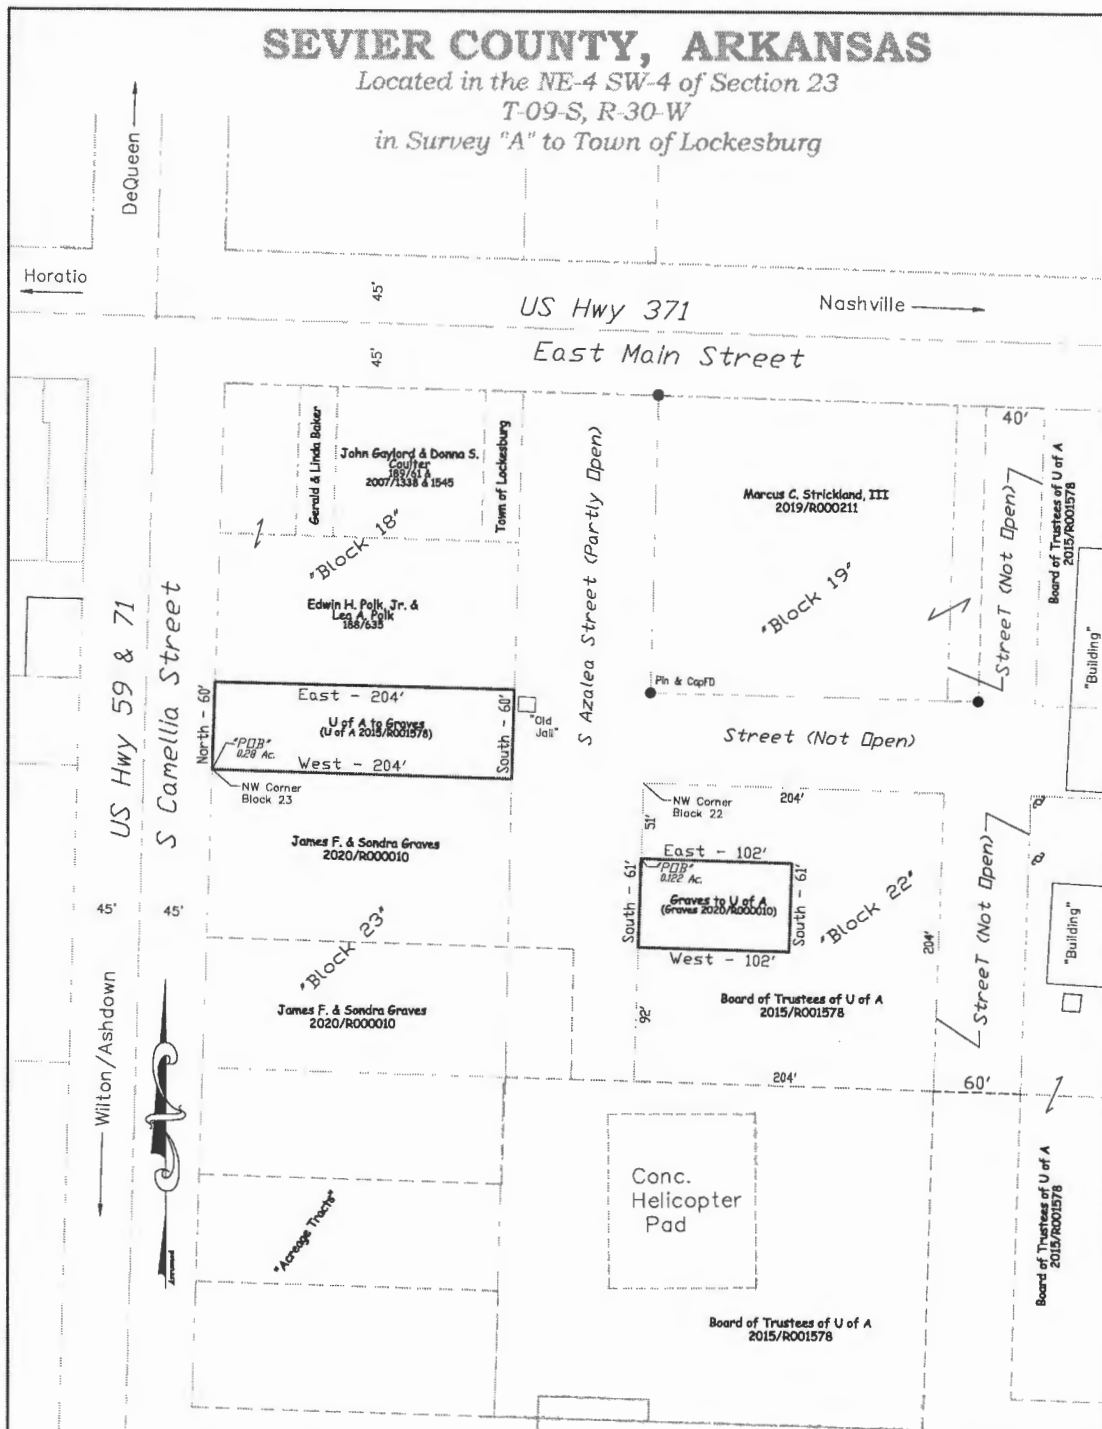 SEVIER COUNTY, ARKANSAS
Located in the NE-4 SW-4 of Section 23
T-09-S, R-30-W
in Survey "A" to Town of Lockesburg
DeQueen
Horatio
45'
US Hwy 371
Nashville
45'
East Main Street
40'
Gerald & Linda Baker
John Gaylord & Donna S.
Coulter
189/61 &
2007/1338 & 1545
Town of Lockesburg
"Block 18"
Edwin H. Polk, Jr. &
Lea A. Polk
188/635
S Azalea Street (Partly Open)
Marcus C. Strickland, III
2019/R000211
"Block 19"
StreeT (Not Open)
Board of Trustees of U of A
2015/R001578
"Building"
US Hwy 59 & 71
S Camellia Street
North - 60'
East - 204'
U of A to Graves
(U of A 2015/R001578)
"POB"
0.28 Ac.
West - 204'
South - 60'
"Old
Jail"
Pin & CapFD
Street (Not Open)
NW Corner
Block 23
NW Corner
Block 22
204'
51'
James F. & Sondra Graves
2020/R000010
East - 102'
"POB"
0.122 Ac.
Graves to U of A
(Graves 2020/R000010)
South - 61'
South - 61'
West - 102'
"Block 22"
204'
StreeT (Not Open)
"Building"
45'
45'
"Block 23"
James F. & Sondra Graves
2020/R000010
92'
Board of Trustees of U of A
2015/R001578
204'
60'
Wilton/Ashdown
Conc.
Helicopter
Pad
"Acreage Tracts"
Board of Trustees of U of A
2015/R001578
Board of Trustees of U of A
2015/R001578